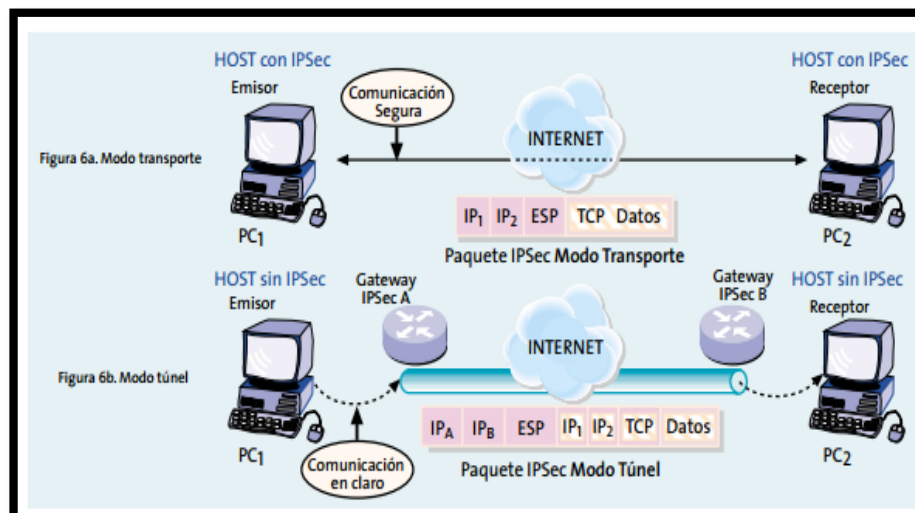 HOST con IPSec
HOST con IPSec
Emisor
Receptor
Comunicación
Segura
INTERNET
Figura 6a. Modo transporte
IP1 IP2 ESP TCP Datos
PC1
PC2
Paquete IPSec Modo Transporte
HOST sin IPSec
HOST sin IPSec
Emisor
Receptor
Gateway
IPSec A
Gateway
IPSec B
INTERNET
Figura 6b. Modo túnel
IPA IPB ESP IP1 IP2 TCP Datos
PC1
PC2
Paquete IPSec Modo Túnel
Comunicación
en claro